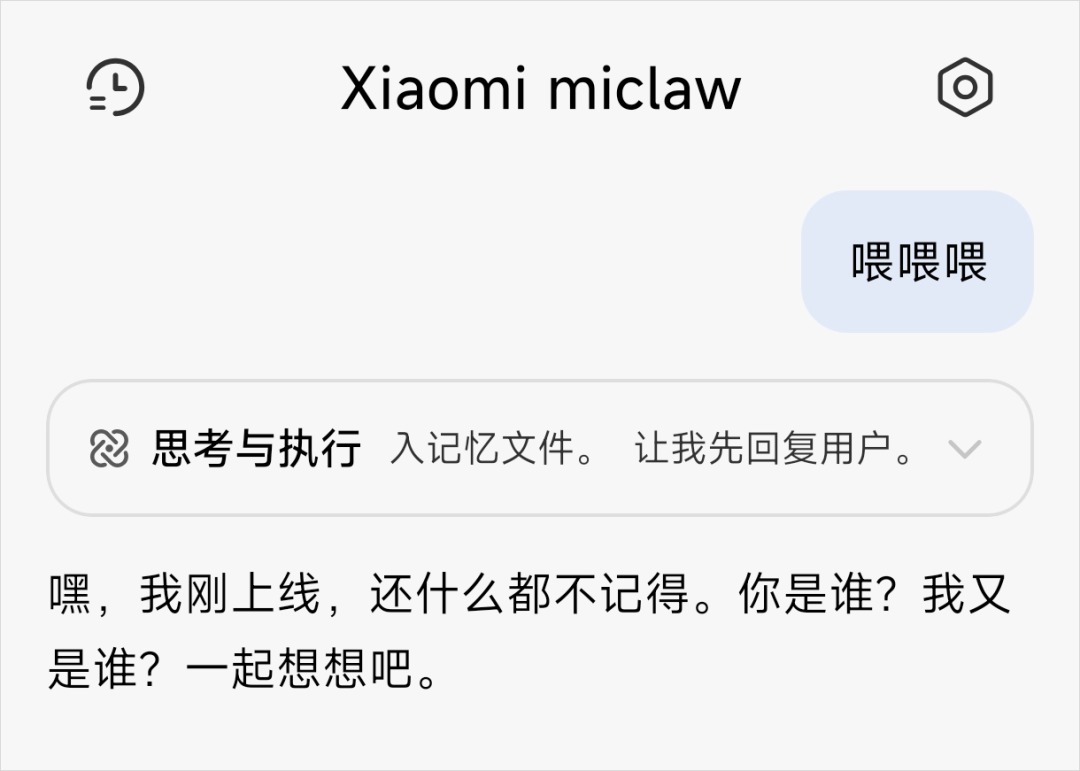 Xiaomi miclaw
喂喂喂
思考与执行 入记忆文件。 让我先回复用户。
嘿，我刚上线，还什么都不记得。你是谁？我又
是谁？一起想想吧。